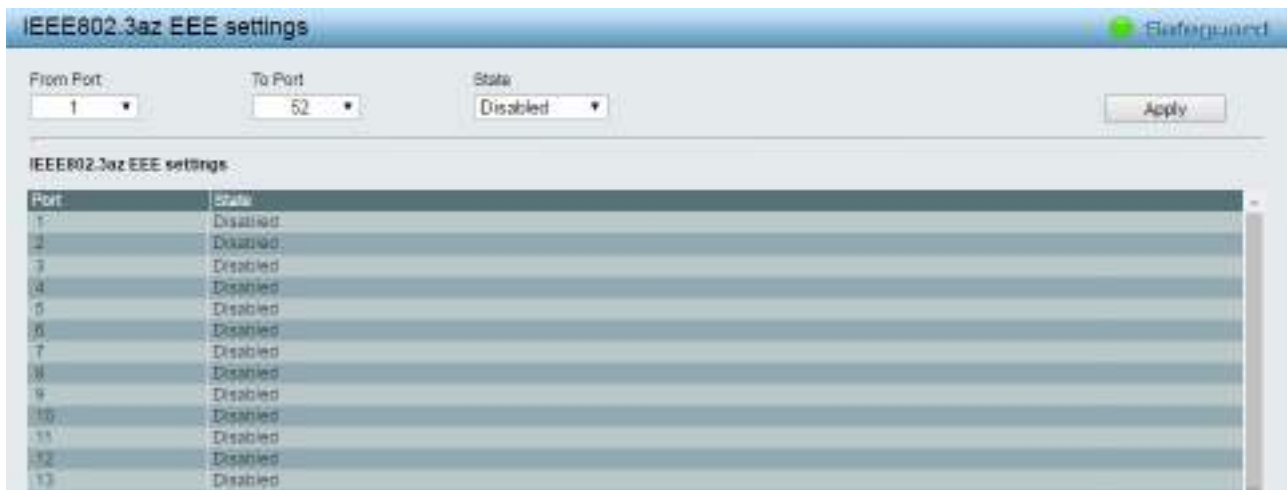 IEEE802.3az EEE settings
Safeguard
From Port To Port State
1 52 Disabled
Apply
IEEE802.3az EEE settings
Port State
1 Disabled
2 Disabled
3 Disabled
4 Disabled
5 Disabled
6 Disabled
7 Disabled
8 Disabled
9 Disabled
10 Disabled
11 Disabled
12 Disabled
13 Disabled